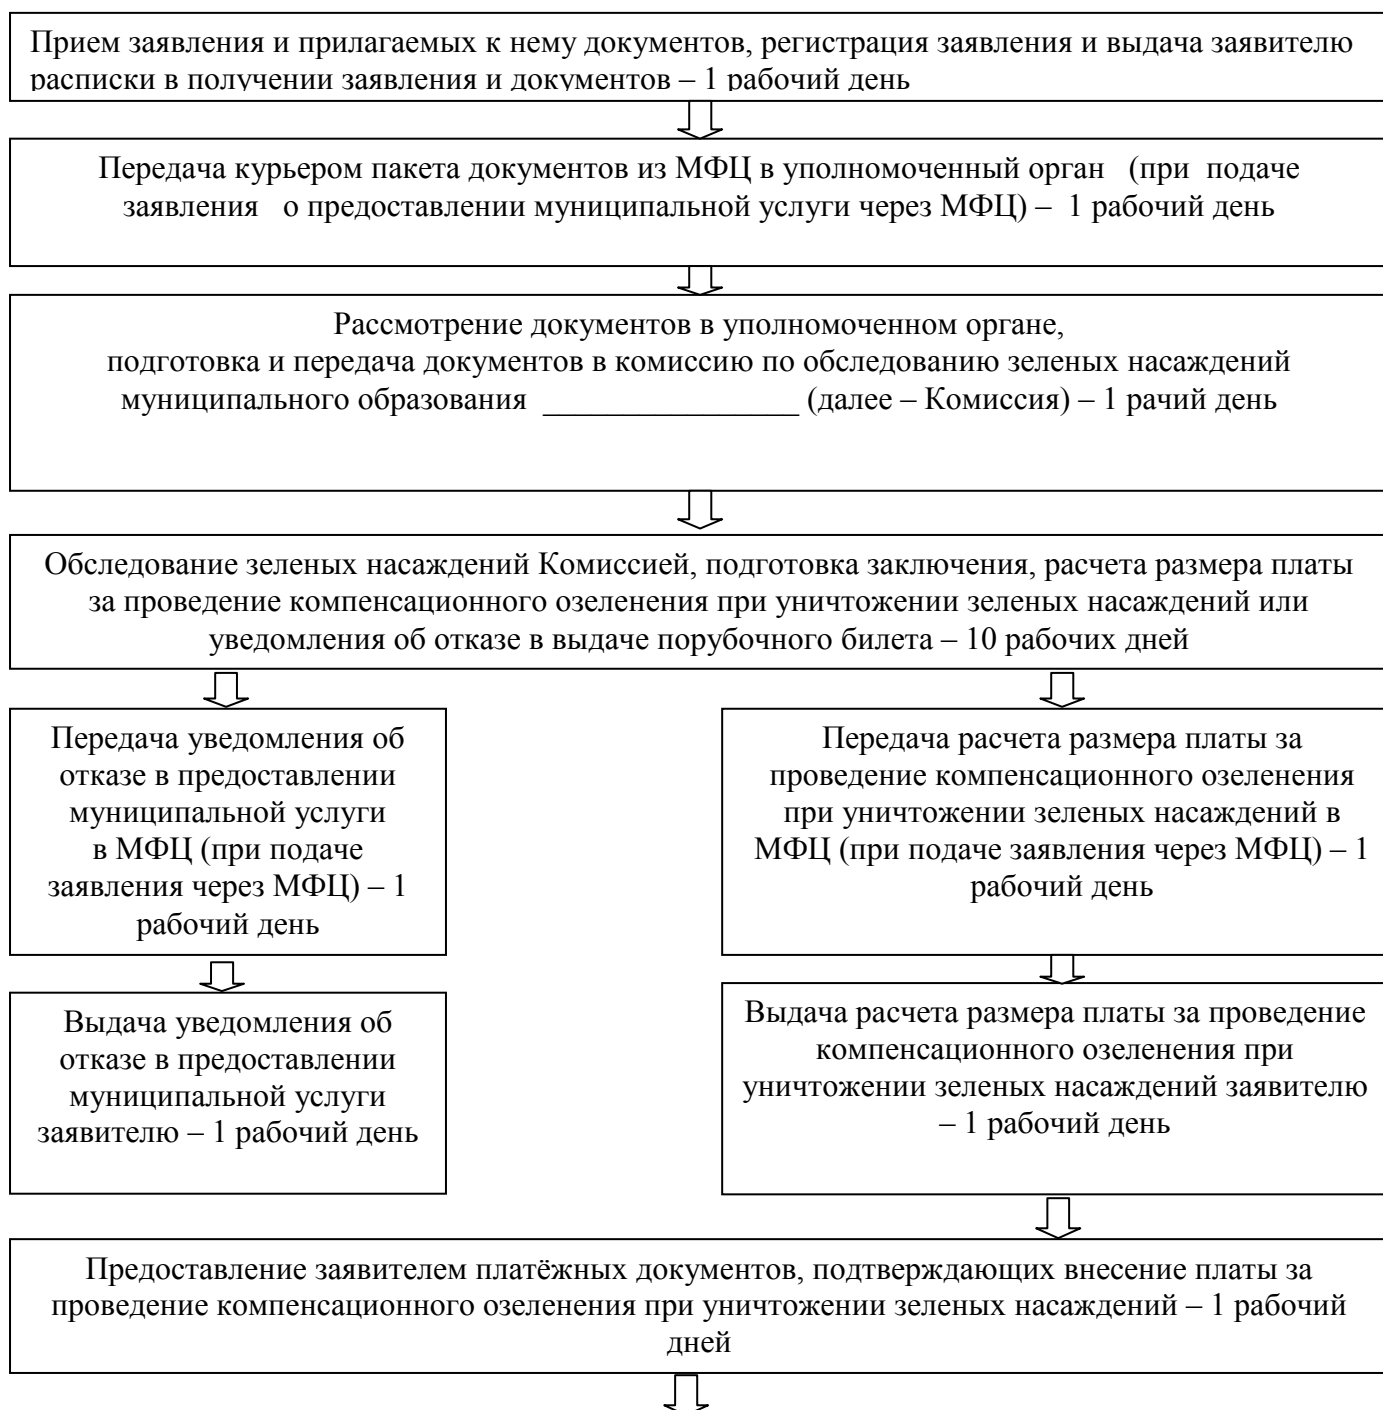 Прием заявления и прилагаемых к нему документов, регистрация заявления и выдача заявителю
расписки в получении заявления и документов – 1 рабочий день
Передача курьером пакета документов из МФЦ в уполномоченный орган (при подаче
заявления о предоставлении муниципальной услуги через МФЦ) – 1 рабочий день
Рассмотрение документов в уполномоченном органе,
подготовка и передача документов в комиссию по обследованию зеленых насаждений
муниципального образования ________________ (далее – Комиссия) – 1 рачий день
Обследование зеленых насаждений Комиссией, подготовка заключения, расчета размера платы
за проведение компенсационного озеленения при уничтожении зеленых насаждений или
уведомления об отказе в выдаче порубочного билета – 10 рабочих дней
Передача уведомления об
отказе в предоставлении
муниципальной услуги
в МФЦ (при подаче
заявления через МФЦ) – 1
рабочий день
Передача расчета размера платы за
проведение компенсационного озеленения
при уничтожении зеленых насаждений в
МФЦ (при подаче заявления через МФЦ) – 1
рабочий день
Выдача уведомления об
отказе в предоставлении
муниципальной услуги
заявителю – 1 рабочий день
Выдача расчета размера платы за проведение
компенсационного озеленения при
уничтожении зеленых насаждений заявителю
– 1 рабочий день
Предоставление заявителем платёжных документов, подтверждающих внесение платы за
проведение компенсационного озеленения при уничтожении зеленых насаждений – 1 рабочий
дней